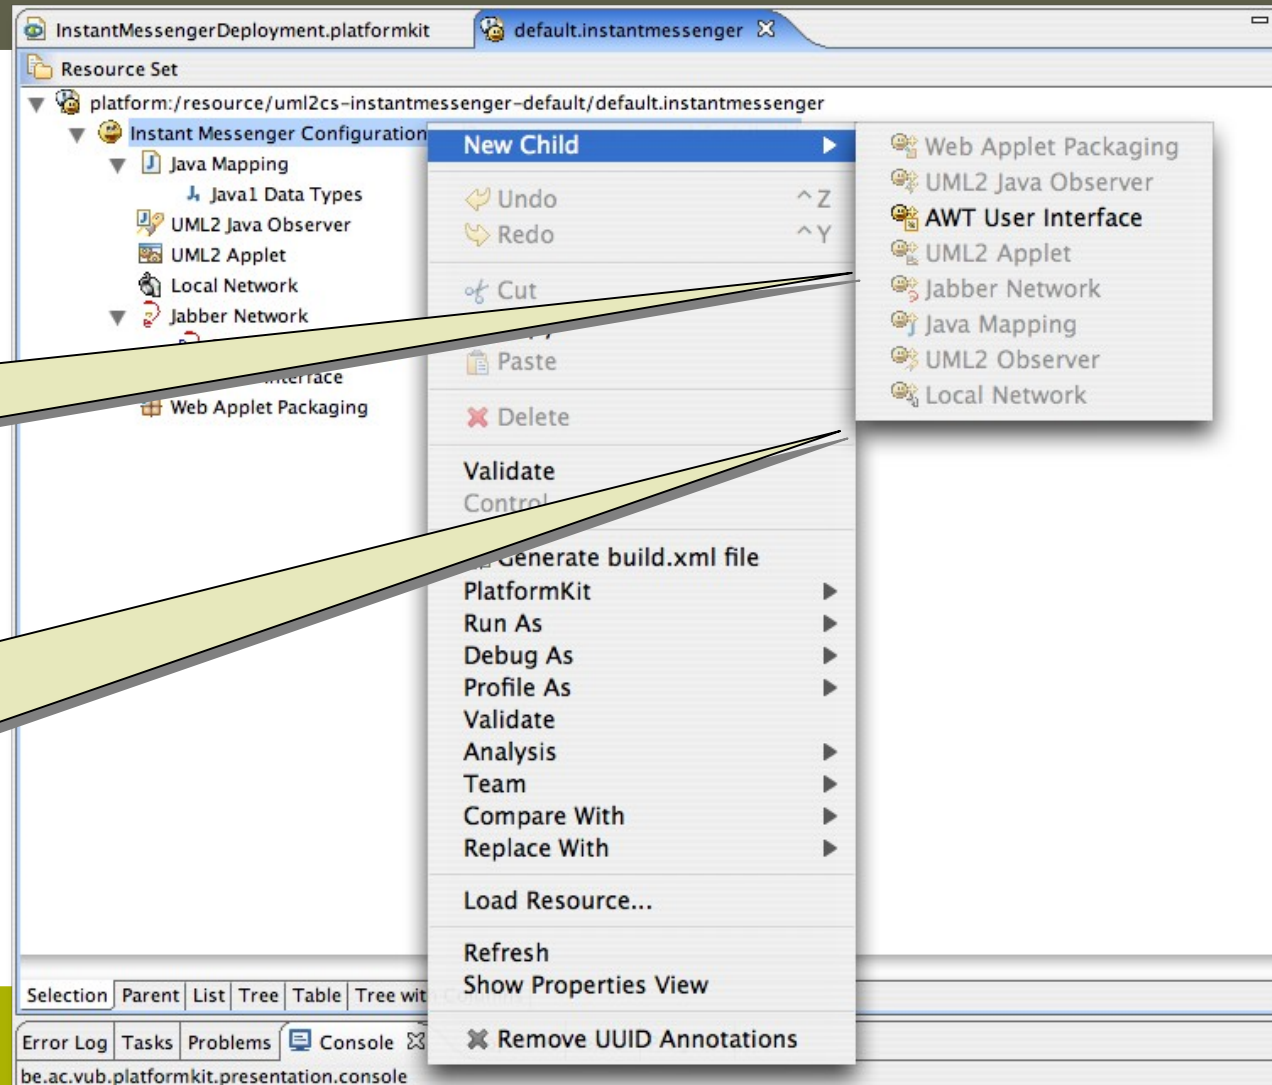 InstantMessengerDeployment.platformkit
default.instantmessenger
Resource Set
platform:/resource/uml2cs-instantmessenger-default/default.instantmessenger
Instant Messenger Configuration
Java Mapping
Java1 Data Types
UML2 Java Observer
UML2 Applet
Local Network
Jabber Network
Web Applet Packaging
New Child
Undo ^Z
Redo ^Y
Cut
Paste
Delete
Validate
Control
Generate build.xml file
PlatformKit
Run As
Debug As
Profile As
Validate
Analysis
Team
Compare With
Replace With
Load Resource...
Refresh
Show Properties View
Remove UUID Annotations
Web Applet Packaging
UML2 Java Observer
AWT User Interface
UML2 Applet
Jabber Network
Java Mapping
UML2 Observer
Local Network
Selection Parent List Tree Table Tree with
Error Log Tasks Problems Console
be.ac.vub.platformkit.presentation.console